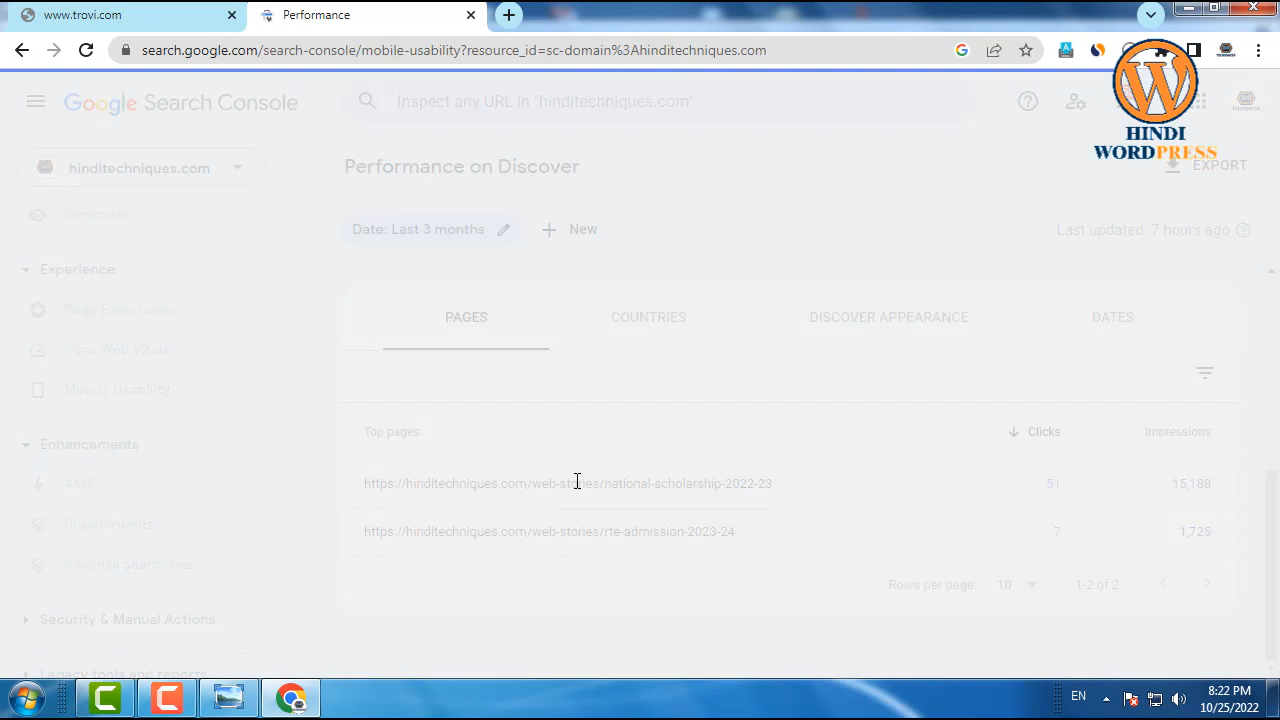 www.trovi.com
Performance
search.google.com/search-console/mobile-usability?resource_id=sc-domain%3Ahinditechniques.com
Google Search Console
Inspect any URL in "hinditechniques.com"
HINDI
WORDPRESS
hinditechniques.com
Performance on Discover
EXPORT
Removals
Date: Last 3 months
New
Last updated: 7 hours ago
Experience
Page Experience
Core Web Vitals
Mobile Usability
PAGES
COUNTRIES
DISCOVER APPEARANCE
DATES
Enhancements
AMP
Breadcrumbs
Sitelinks searchbox
Top pages
Clicks
Impressions
https://hinditechniques.com/web-stories/national-scholarship-2022-23
51
15,188
https://hinditechniques.com/web-stories/rte-admission-2023-24
7
1,725
Rows per page:
10
1-2 of 2
Security & Manual Actions
Legacy tools and reports
EN
8:22 PM
10/25/2022